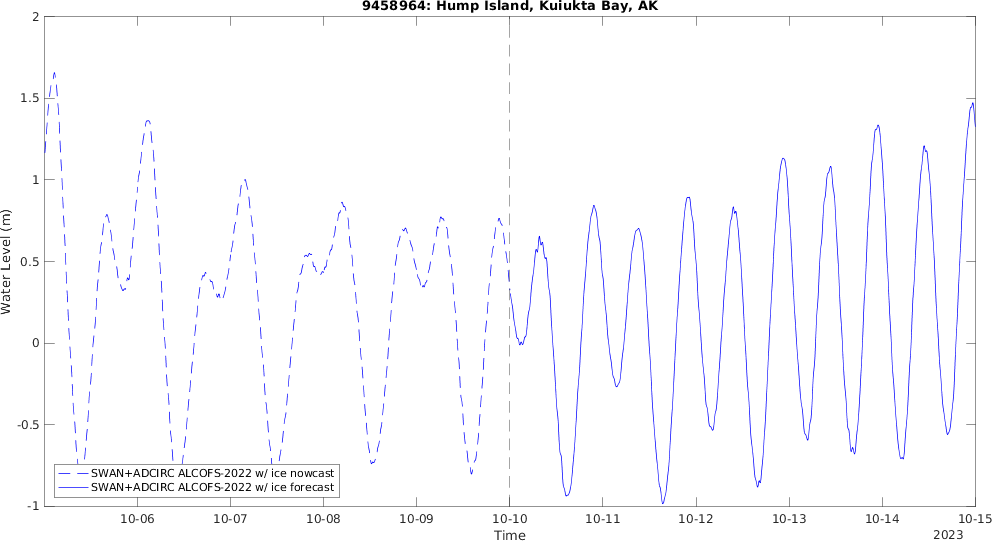 9458964: Hump Island, Kuiukta Bay, AK
2
1.5
1
0.5
0
-0.5
-1
Water Level (m)
SWAN+ADCIRC ALCOFS-2022 w/ ice nowcast
SWAN+ADCIRC ALCOFS-2022 w/ ice forecast
10-06 10-07 10-08 10-09 10-10 10-11 10-12 10-13 10-14 10-15
Time
2023